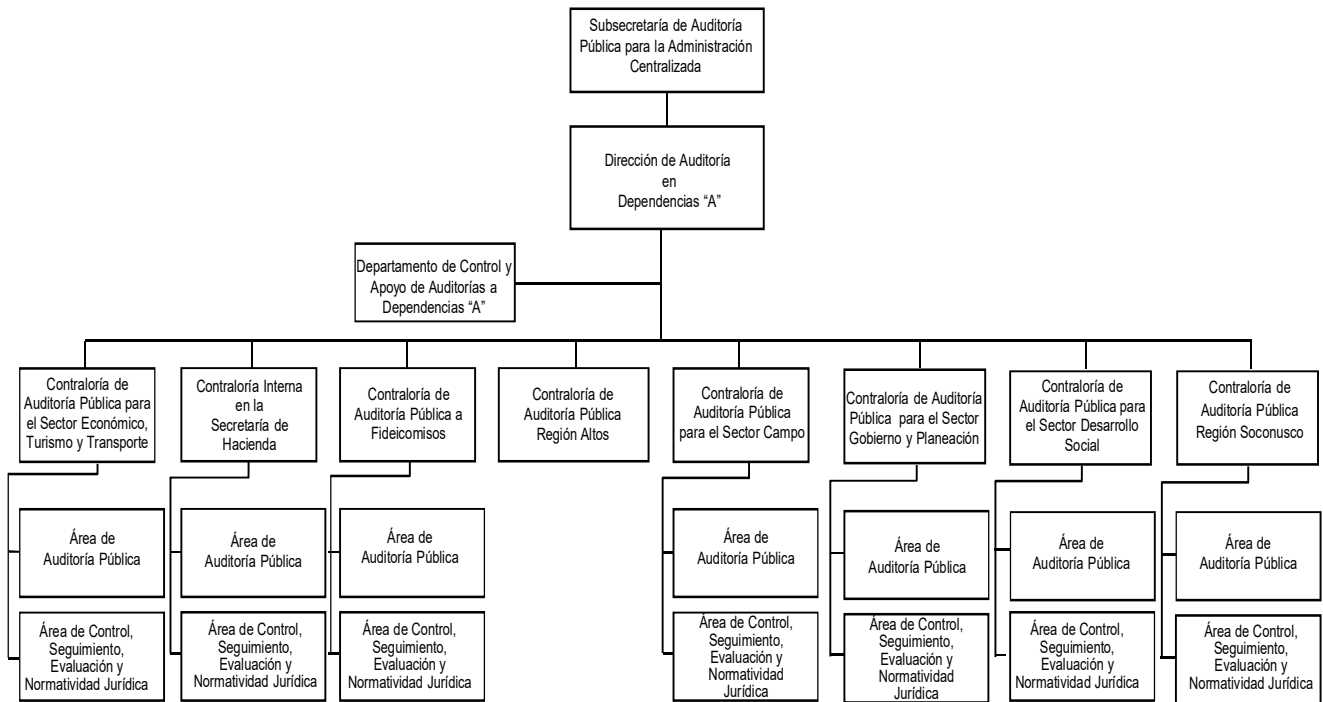 Subsecretaría de Auditoría
Pública para la Administración
Centralizada
Dirección de Auditoría
en
Dependencias “A”
Departamento de Control y
Apoyo de Auditorías a
Dependencias “A”
Contraloría de
Auditoría Pública para
el Sector Económico,
Turismo y Transporte
Contraloría Interna
en la
Secretaría de
Hacienda
Contraloría de
Auditoría Pública a
Fideicomisos
Contraloría de
Auditoría Pública
Región Altos
Contraloría de
Auditoría Pública
para el Sector Campo
Contraloría de Auditoría
Pública para el Sector
Gobierno y Planeación
Contraloría de
Auditoría Pública para
el Sector Desarrollo
Social
Contraloría de
Auditoría Pública
Región Soconusco
Área de
Auditoría Pública
Área de
Auditoría Pública
Área de
Auditoría Pública
Área de
Auditoría Pública
Área de
Auditoría Pública
Área de
Auditoría Pública
Área de
Auditoría Pública
Área de Control,
Seguimiento,
Evaluación y
Normatividad Jurídica
Área de Control,
Seguimiento,
Evaluación y
Normatividad Jurídica
Área de Control,
Seguimiento,
Evaluación y
Normatividad Jurídica
Área de Control,
Seguimiento,
Evaluación y
Normatividad
Jurídica
Área de Control,
Seguimiento,
Evaluación y
Normatividad
Jurídica
Área de Control,
Seguimiento,
Evaluación y
Normatividad Jurídica
Área de Control,
Seguimiento,
Evaluación y
Normatividad Jurídica